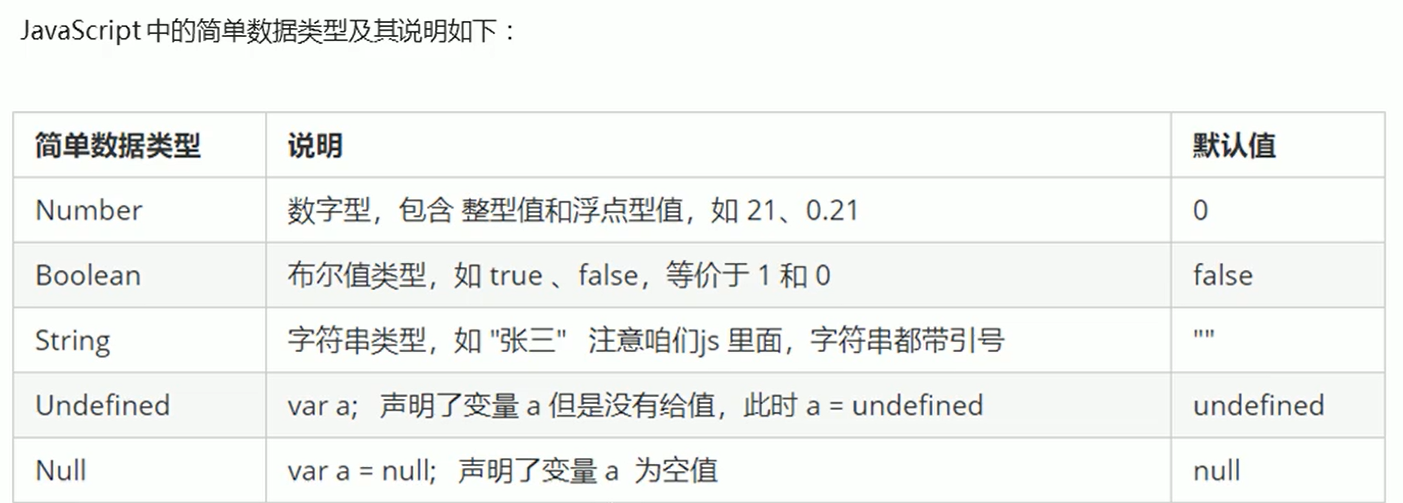 JavaScript 中的简单数据类型及其说明如下：
简单数据类型 说明 默认值
Number 数字型，包含 整型值和浮点型值，如 21、0.21 0
Boolean 布尔值类型，如 true 、false，等价于 1 和 0 false
String 字符串类型，如 "张三" 注意咱们js 里面，字符串都带引号 ""
Undefined var a; 声明了变量 a 但是没有给值，此时 a = undefined undefined
Null var a = null; 声明了变量 a 为空值 null